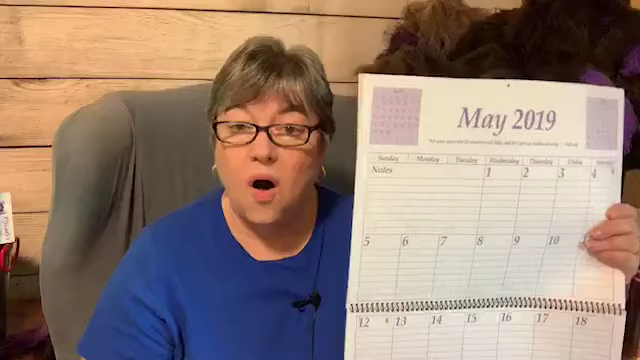 May 2019
Sunday Monday Tuesday Wednesday Thursday Friday
Notes 1 2 3 4
5 6 7 8 9 10
12 13 14 15 16 17 18